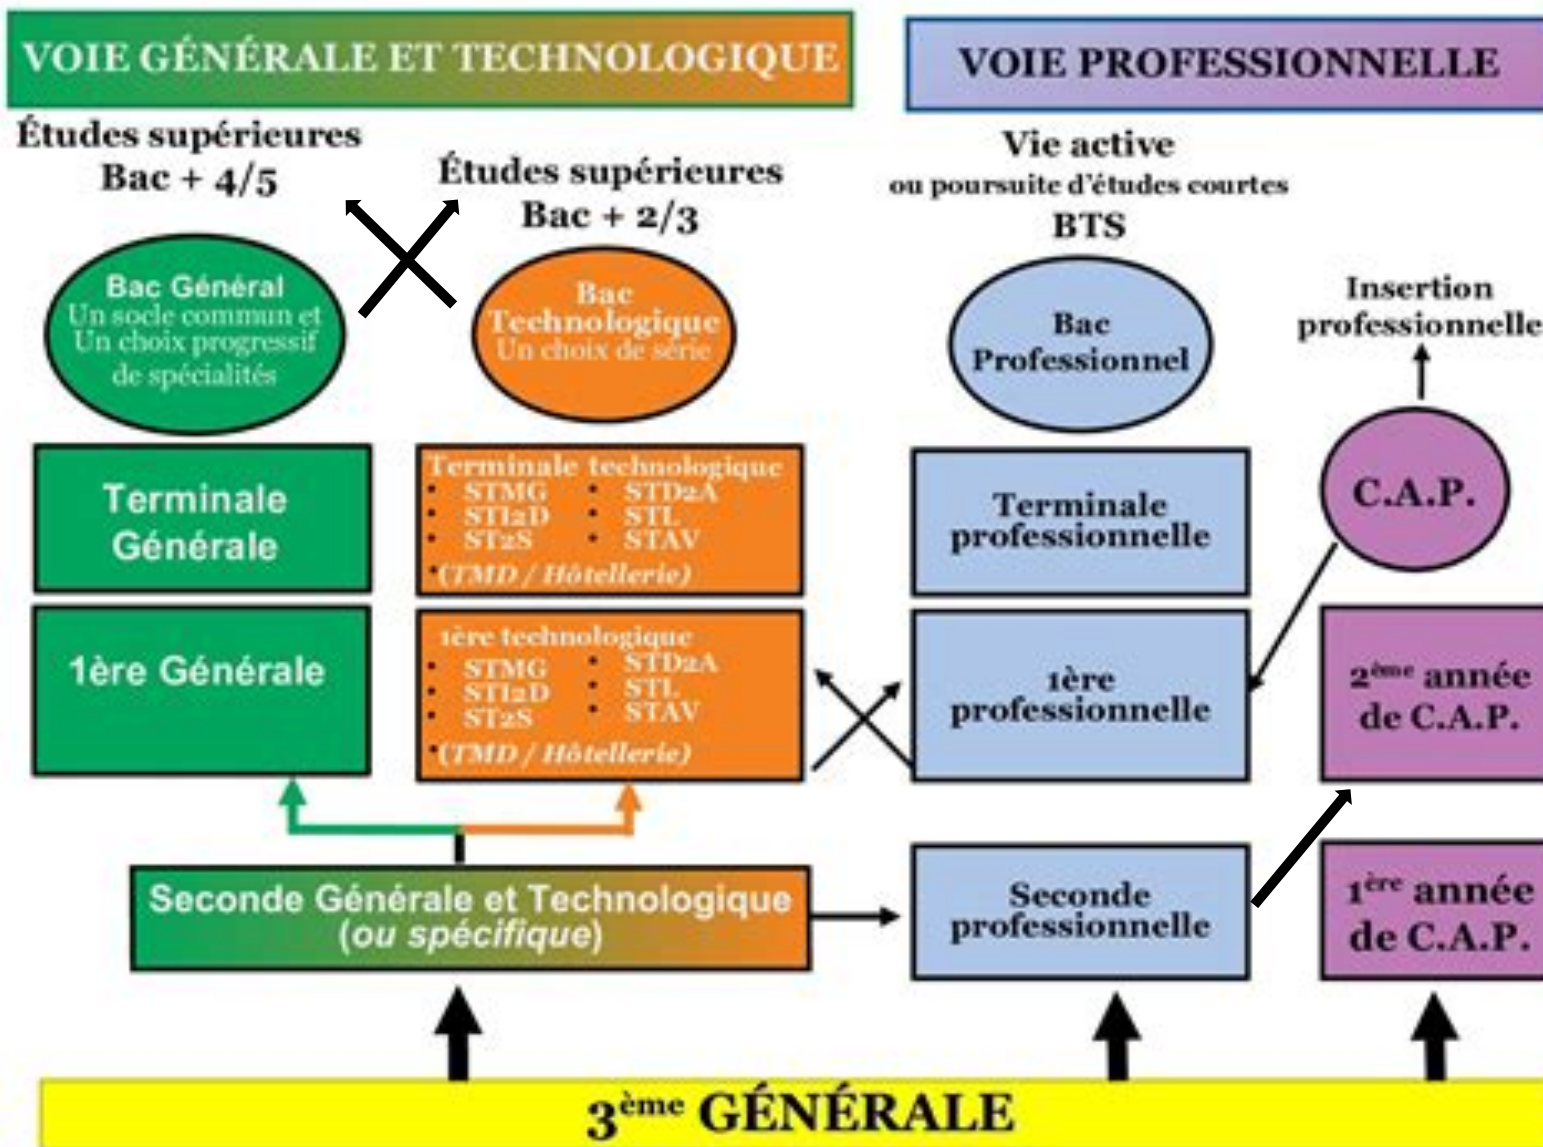 VOIE GÉNÉRALE ET TECHNOLOGIQUE
VOIE PROFESSIONNELLE
Études supérieures
Bac + 4/5
Études supérieures
Bac + 2/3
Vie active
ou poursuite d'études courtes
BTS
Bac Général
Un socle commun et
Un choix progressif
de spécialités
Bac
Technologique
Un choix de série
Bac
Professionnel
Insertion
professionnelle
Terminale
Générale
Terminale technologique
• STMG • STD2A
• STI2D • STL
• ST2S • STAV
•(TMD / Hôtellerie)
Terminale
professionnelle
C.A.P.
1ère Générale
1ère technologique
• STMG • STD2A
• STI2D • STL
• ST2S • STAV
•(TMD / Hôtellerie)
1ère
professionnelle
2ème année
de C.A.P.
Seconde Générale et Technologique
(ou spécifique)
Seconde
professionnelle
1ère année
de C.A.P.
3ème GÉNÉRALE